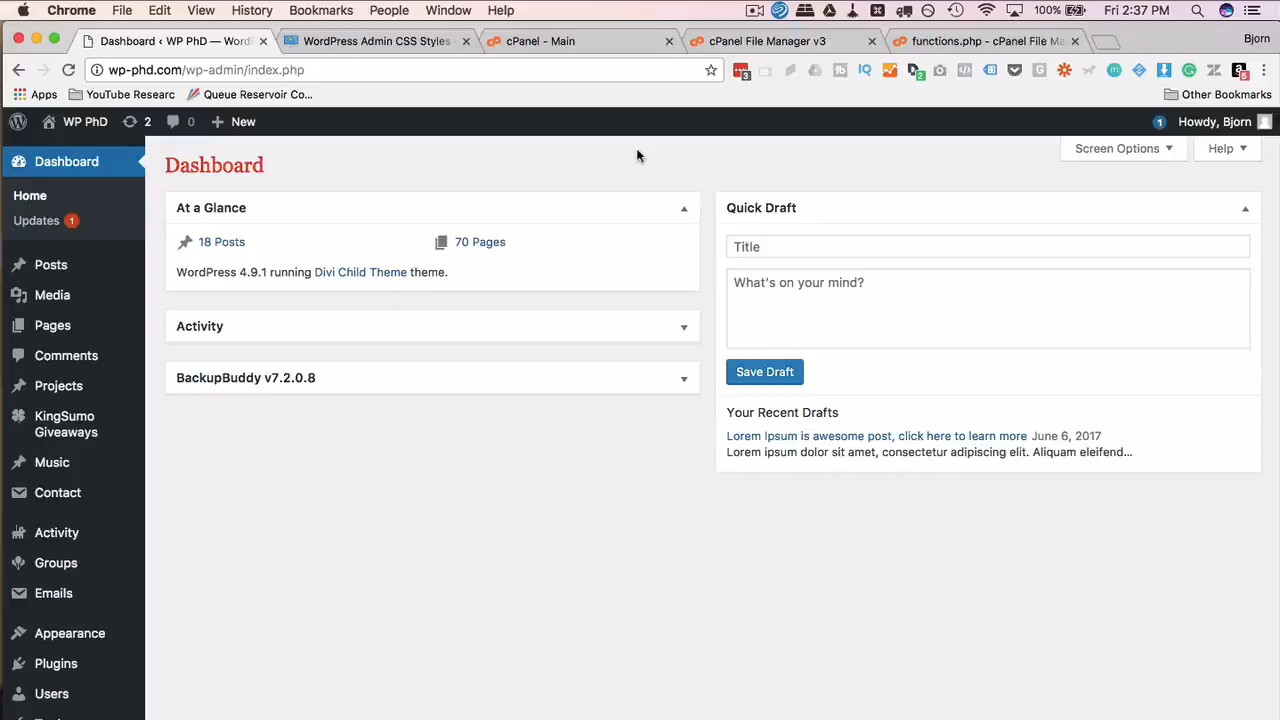 Chrome File Edit View History Bookmarks People Window Help 100% Fri 2:37 PM
Dashboard ‹ WP PhD — Word
WordPress Admin CSS Styles -
cPanel - Main
cPanel File Manager v3
functions.php - cPanel File Ma
Bjorn
wp-phd.com/wp-admin/index.php
Apps YouTube Researc Queue Reservoir Co... Other Bookmarks
WP PhD 2 0 New 1 Howdy, Bjorn
Dashboard
Home
Updates 1
Posts
Media
Pages
Comments
Projects
KingSumo
Giveaways
Music
Contact
Activity
Groups
Emails
Appearance
Plugins
Users
Dashboard
Screen Options
Help
At a Glance
18 Posts
70 Pages
WordPress 4.9.1 running Divi Child Theme theme.
Activity
BackupBuddy v7.2.0.8
Quick Draft
Title
What's on your mind?
Save Draft
Your Recent Drafts
Lorem Ipsum is awesome post, click here to learn more June 6, 2017
Lorem ipsum dolor sit amet, consectetur adipiscing elit. Aliquam eleifend...